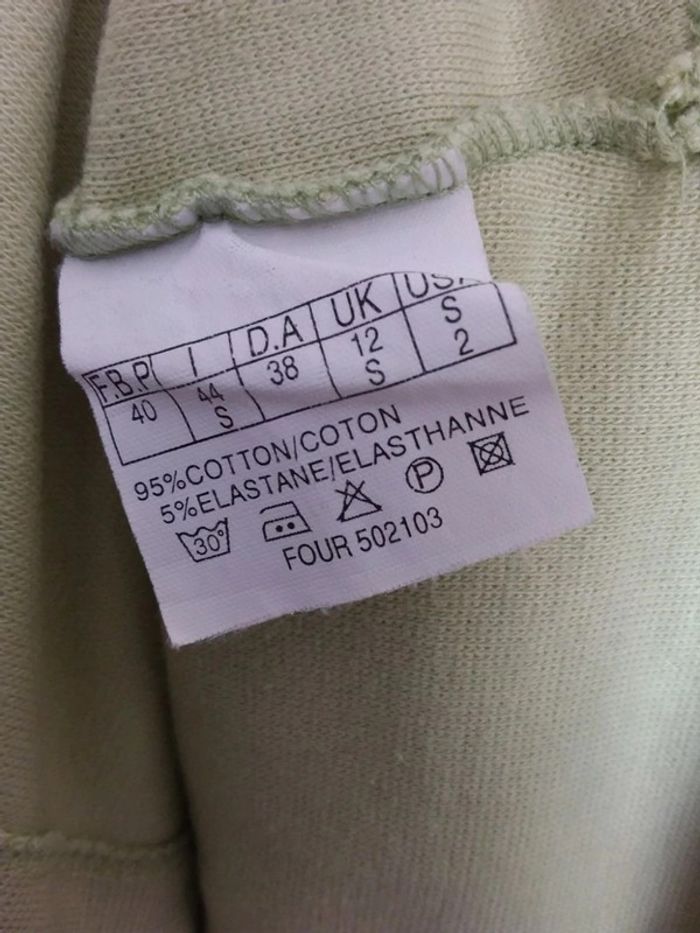 F.B.P I D.A UK US
40 44 38 12 S
S S 2
95%COTTON/COTON
5%ELASTANE/ELASTHANNE
30° P
FOUR 502103